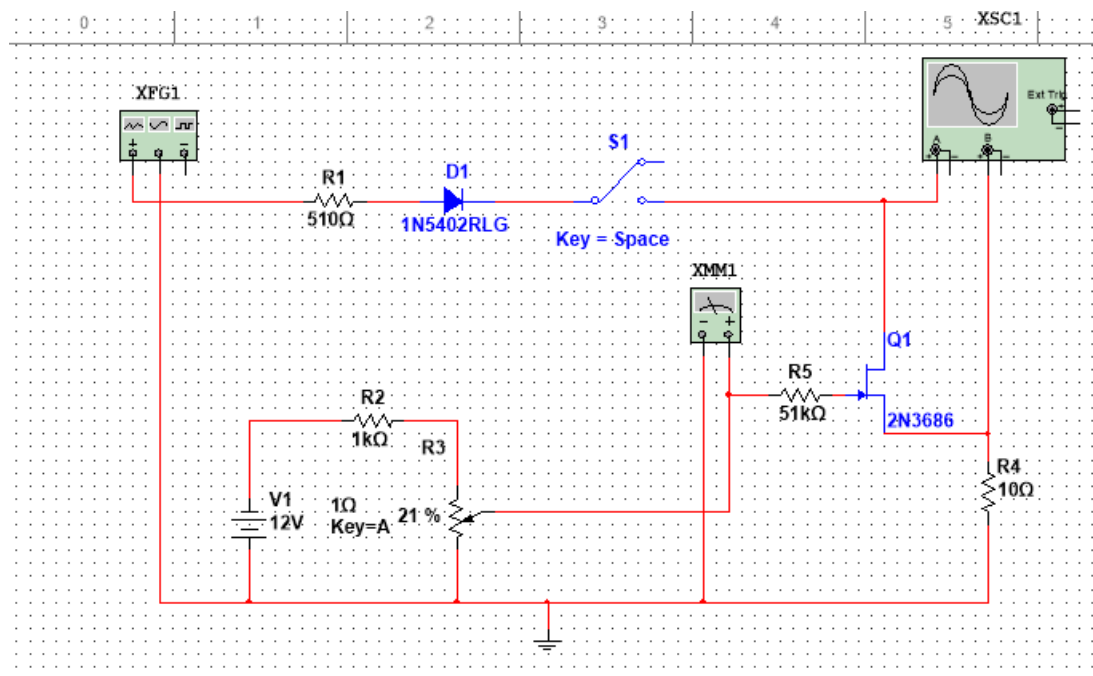 0 1 2 3 4 5
XSC1
XFG1
Ext Trig
+
-
A
B
+
-
+
-
+
-
S1
D1
R1
510Ω
1N5402RLG
Key = Space
XMM1
-
+
Q1
R5
51kΩ
2N3686
R2
1kΩ
R3
R4
10Ω
V1
12V
1Ω
Key=A
21 %